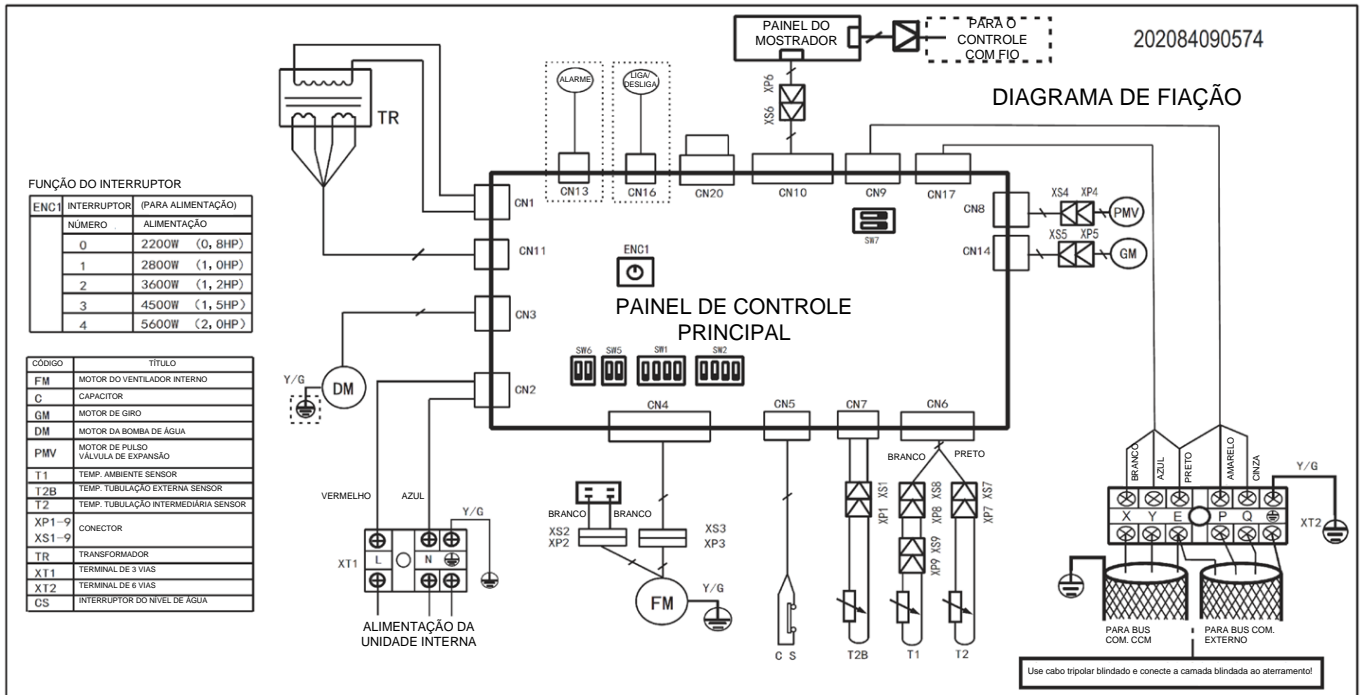 PAINEL DO
MOSTRADOR
PARA O
CONTROLE
COM FIO
202084090574
DIAGRAMA DE FIAÇÃO
XP6
XS6
ALARME
LIGA/
DESLIGA
TR
CN13
CN16
CN20
CN10
CN9
CN17
CN1
CN8
XS4 XP4
PMV
XS5 XP5
CN14
GM
SW7
CN11
ENC1
PAINEL DE CONTROLE
PRINCIPAL
CN3
SW6 SW5 SW1 SW2
Y/G
DM
CN2
CN4
CN5
CN7
CN6
FUNÇÃO DO INTERRUPTOR
ENC1 INTERRUPTOR (PARA ALIMENTAÇÃO)
NÚMERO ALIMENTAÇÃO
0 2200W (0,8HP)
1 2800W (1,0HP)
2 3600W (1,2HP)
3 4500W (1,5HP)
4 5600W (2,0HP)
CÓDIGO TÍTULO
FM MOTOR DO VENTILADOR INTERNO
C CAPACITOR
GM MOTOR DE GIRO
DM MOTOR DA BOMBA DE ÁGUA
PMV MOTOR DE PULSO
VÁLVULA DE EXPANSÃO
T1 TEMP. AMBIENTE SENSOR
T2B TEMP. TUBULAÇÃO EXTERNA SENSOR
T2 TEMP. TUBULAÇÃO INTERMEDIÁRIA SENSOR
XP1-9
XS1-9
CONECTOR
TR TRANSFORMADOR
XT1 TERMINAL DE 3 VIAS
XT2 TERMINAL DE 6 VIAS
CS INTERRUPTOR DO NÍVEL DE ÁGUA
VERMELHO AZUL
Y/G
XT1
L N
ALIMENTAÇÃO DA
UNIDADE INTERNA
BRANCO BRANCO
XS2
XP2
XS3
XP3
FM
Y/G
C S
BRANCO PRETO
XP1 XS1
XP8 XS8
XP7 XS7
XP9 XS9
T2B
T1
T2
BRANCO
AZUL
PRETO
AMARELO
CINZA
Y/G
X Y E P Q
XT2
PARA BUS
COM. CCM
PARA BUS COM.
EXTERNO
Use cabo tripolar blindado e conecte a camada blindada ao aterramento!